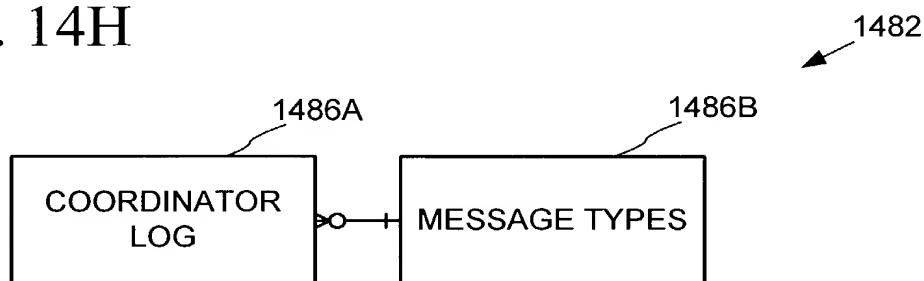 . 14H
1482
1486A
1486B
COORDINATOR
LOG
MESSAGE TYPES